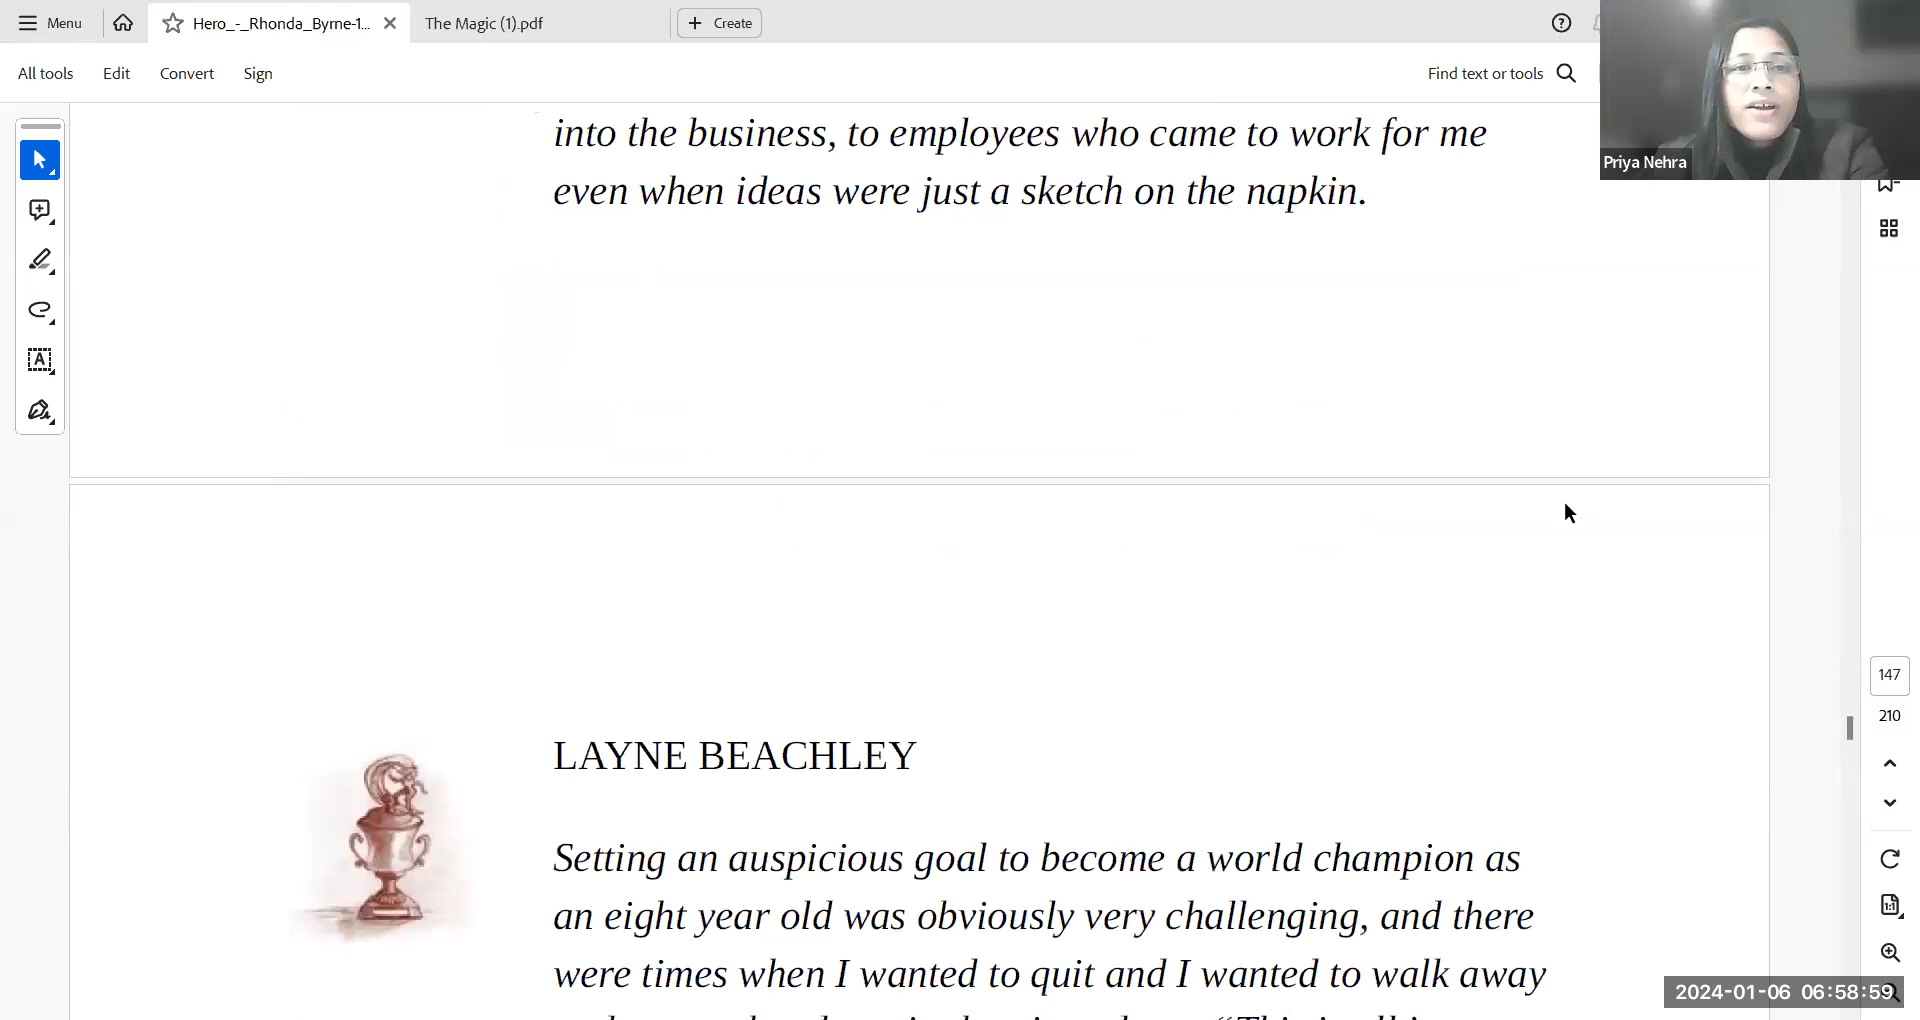 Menu
Hero_-_Rhonda_Byrne-1...
The Magic (1).pdf
Create
All tools
Edit
Convert
Sign
Find text or tools
Priya Nehra
into the business, to employees who came to work for me
even when ideas were just a sketch on the napkin.
147
210
LAYNE BEACHLEY
Setting an auspicious goal to become a world champion as
an eight year old was obviously very challenging, and there
were times when I wanted to quit and I wanted to walk away
2024-01-06 06:58:59